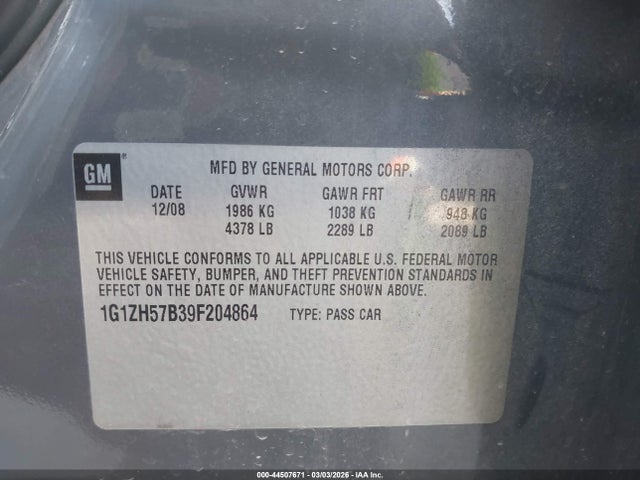 GM
MFD BY GENERAL MOTORS CORP.
DATE GVWR GAWR FRT GAWR RR
12/08 1986 KG 1038 KG 948 KG
4378 LB 2289 LB 2089 LB
THIS VEHICLE CONFORMS TO ALL APPLICABLE U.S. FEDERAL MOTOR
VEHICLE SAFETY, BUMPER, AND THEFT PREVENTION STANDARDS IN
EFFECT ON THE DATE OF MANUFACTURE SHOWN ABOVE.
1G1ZH57B39F204864 TYPE: PASS CAR
000-44507671 - 03/03/2026 - IAA Inc.